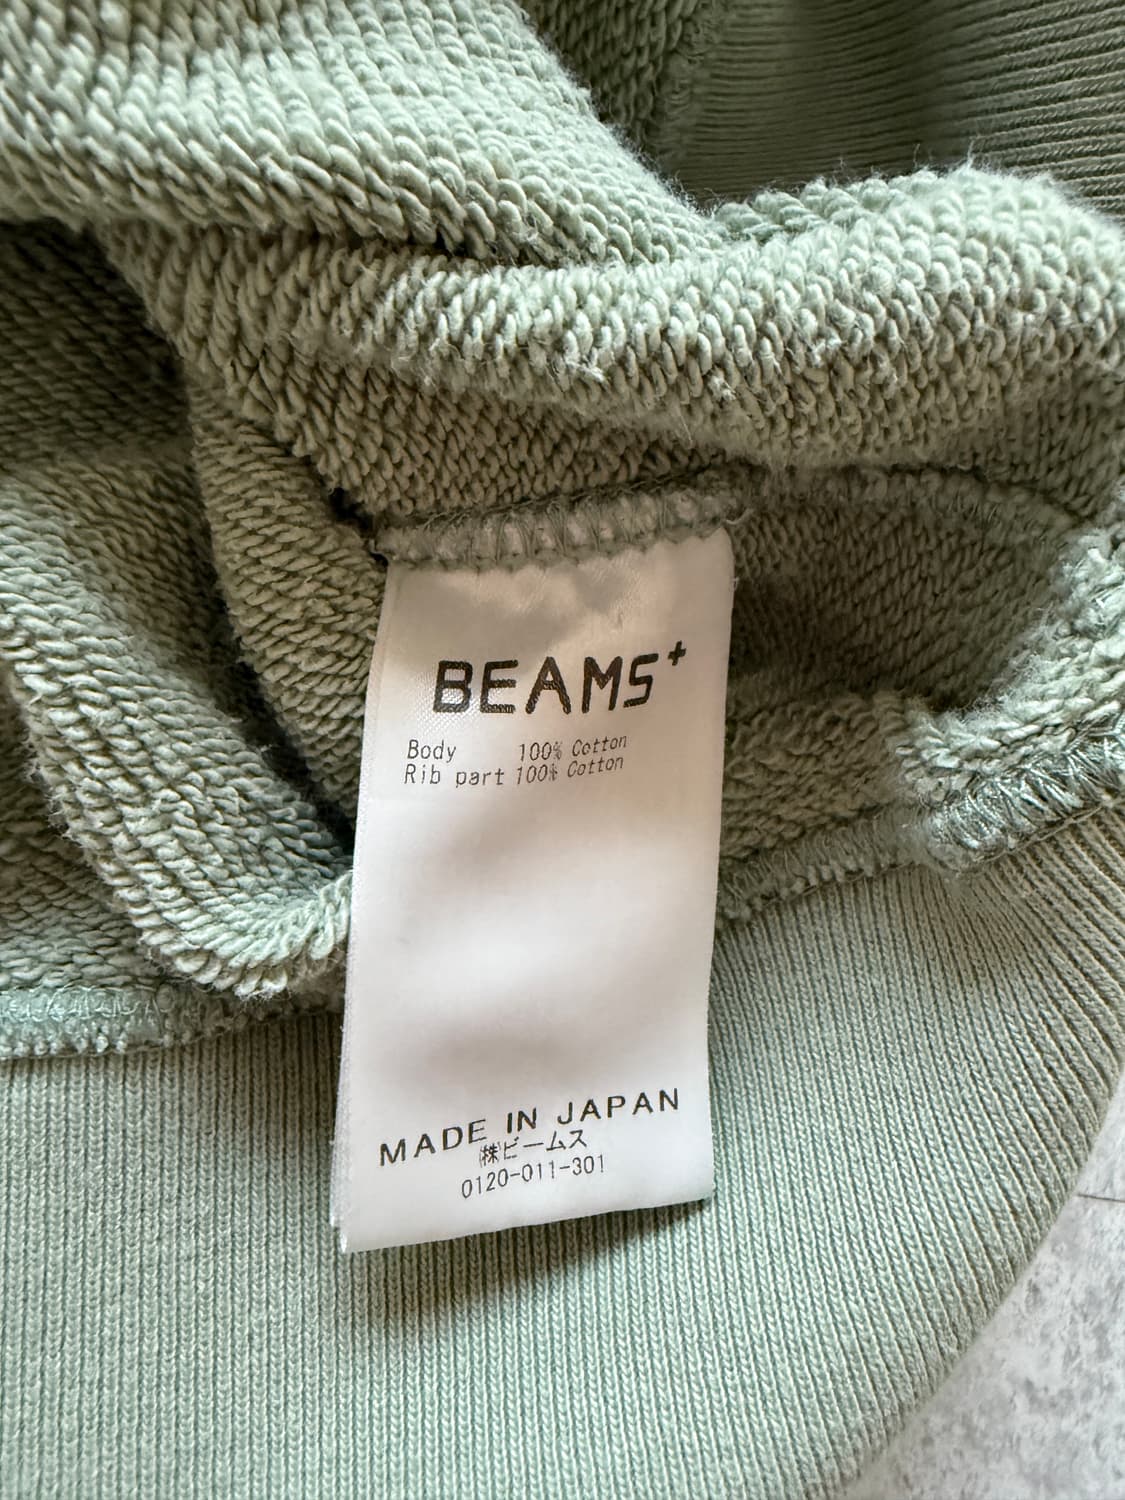 BEAMS+
Body 100% Cotton
Rib part 100% Cotton
MADE IN JAPAN
㈱ビームス
0120-011-301